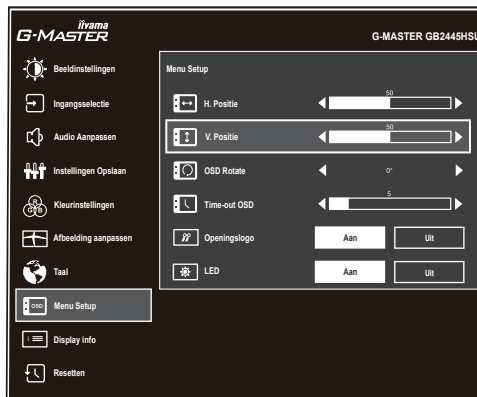 iiyama
G-MASTER
G-MASTER GB2445HSU
Beeldinstellingen
Ingangsselectie
Audio Aanpassen
Instellingen Opslaan
R
G B
Kleurinstellingen
Afbeelding aanpassen
Taal
OSD
Menu Setup
i
Display info
Resetten
Menu Setup
H. Positie
50
V. Positie
50
OSD Rotate
0°
Time-out OSD
5
Openingslogo
Aan
Uit
LED
Aan
Uit